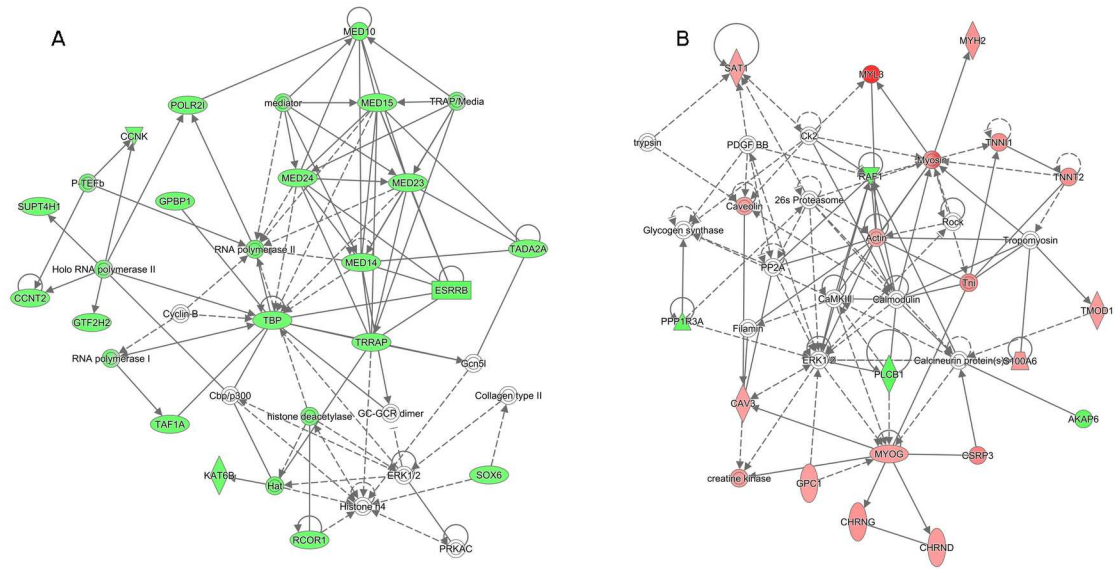 A
MED10
POLR2I
mediator
MED15
TRAP/Media
CCNK
P-TEFb
MED24
MED23
SUPT4H1
GPBP1
RNA polymerase II
TADA2A
Holo RNA polymerase II
MED14
CCNT2
ESRRB
GTF2H2
Cyclin B
TBP
RNA polymerase I
TRRAP
Gcn5l
Cbp/p300
Collagen type II
TAF1A
histone deacetylase
GC-GCR dimer
KAT6B
Hat
ERK1/2
SOX6
Histone h4
RCOR1
PRKAC
B
MYH2
SAT1
MYL3
trypsin
PDGF BB
Ck2
TNNI1
Myosin
RAF1
TNNT2
Caveolin
26s Proteasome
Rock
Glycogen synthase
Actin
Tropomyosin
PP2A
Tni
CaMKII
Calmodulin
TMOD1
PPP1R3A
Filamin
ERK1/2
PLCB1
Calcineurin protein(s)
S100A6
CAV3
AKAP6
MYOG
CSRP3
creatine kinase
GPC1
CHRNG
CHRND